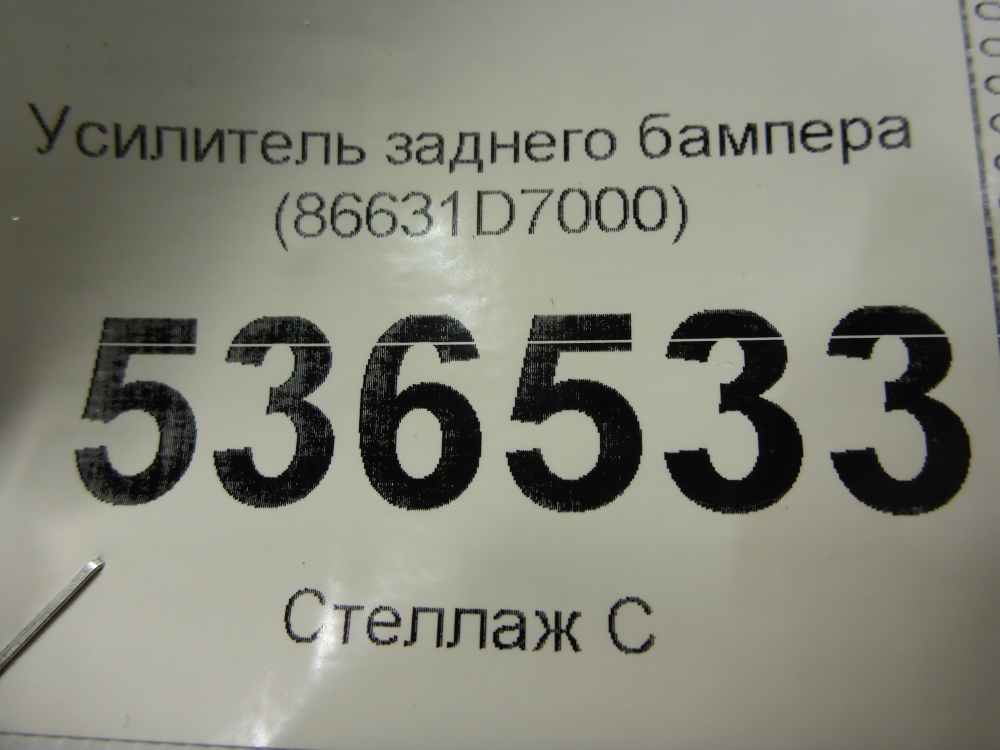 Усилитель заднего бампера
(86631D7000)
536533
Стеллаж С